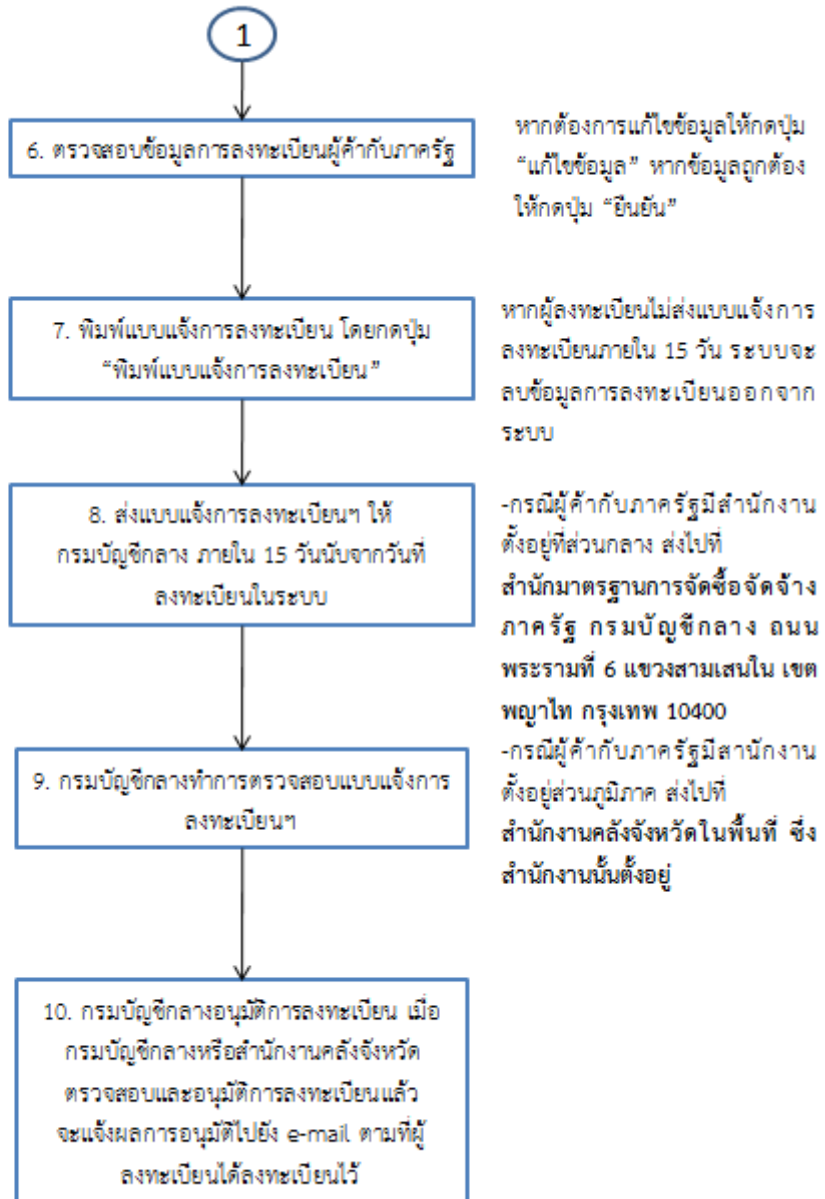 1
6. ตรวจสอบข้อมูลการลงทะเบียนผู้ค้ากับภาครัฐ
หากต้องการแก้ไขข้อมูลให้กดปุ่ม
“แก้ไขข้อมูล” หากข้อมูลถูกต้อง
ให้กดปุ่ม “ยืนยัน”
7. พิมพ์แบบแจ้งการลงทะเบียน โดยกดปุ่ม
“พิมพ์แบบแจ้งการลงทะเบียน”
หากผู้ลงทะเบียนไม่ส่งแบบแจ้งการ
ลงทะเบียนภายใน 15 วัน ระบบจะ
ลบข้อมูลการลงทะเบียนออกจาก
ระบบ
8. ส่งแบบแจ้งการลงทะเบียนฯ ให้
กรมบัญชีกลาง ภายใน 15 วันนับจากวันที่
ลงทะเบียนในระบบ
-กรณีผู้ค้ากับภาครัฐมีสำนักงาน
ตั้งอยู่ที่ส่วนกลาง ส่งไปที่
สำนักมาตรฐานการจัดซื้อจัดจ้าง
ภาครัฐ กรมบัญชีกลาง ถนน
พระรามที่ 6 แขวงสามเสนใน เขต
พญาไท กรุงเทพ 10400
-กรณีผู้ค้ากับภาครัฐมีสานักงาน
ตั้งอยู่ส่วนภูมิภาค ส่งไปที่
สำนักงานคลังจังหวัดในพื้นที่ ซึ่ง
สำนักงานนั้นตั้งอยู่
9. กรมบัญชีกลางทำการตรวจสอบแบบแจ้งการ
ลงทะเบียนฯ
10. กรมบัญชีกลางอนุมัติการลงทะเบียน เมื่อ
กรมบัญชีกลางหรือสำนักงานคลังจังหวัด
ตรวจสอบและอนุมัติการลงทะเบียนแล้ว
จะแจ้งผลการอนุมัติไปยัง e-mail ตามที่ผู้
ลงทะเบียนได้ลงทะเบียนไว้